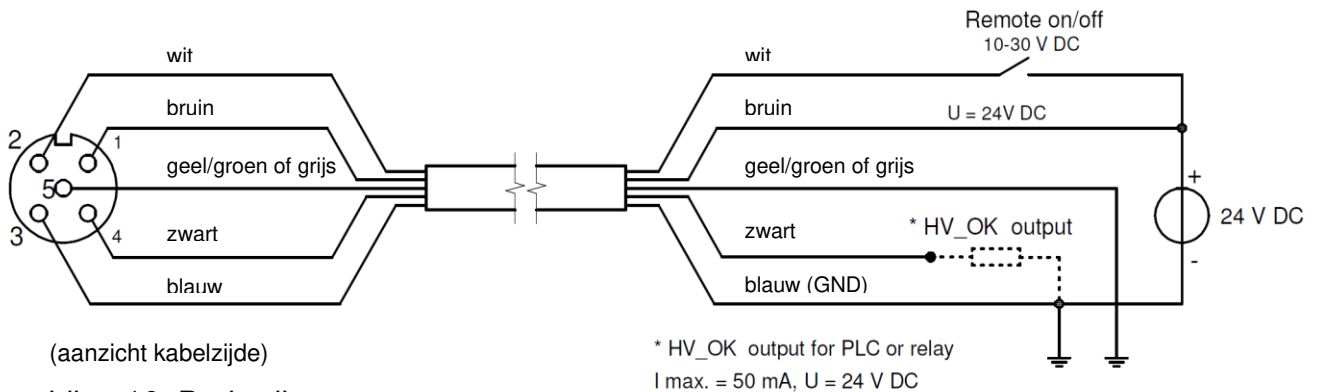 Remote on/off
10-30 V DC
wit
wit
bruin
bruin
U = 24V DC
2
1
geel/groen of grijs
geel/groen of grijs
5
+
24 V DC
-
3
4
zwart
zwart
* HV_OK output
blauw
blauw (GND)
(aanzicht kabelzijde)
* HV_OK output for PLC or relay
I max. = 50 mA, U = 24 V DC